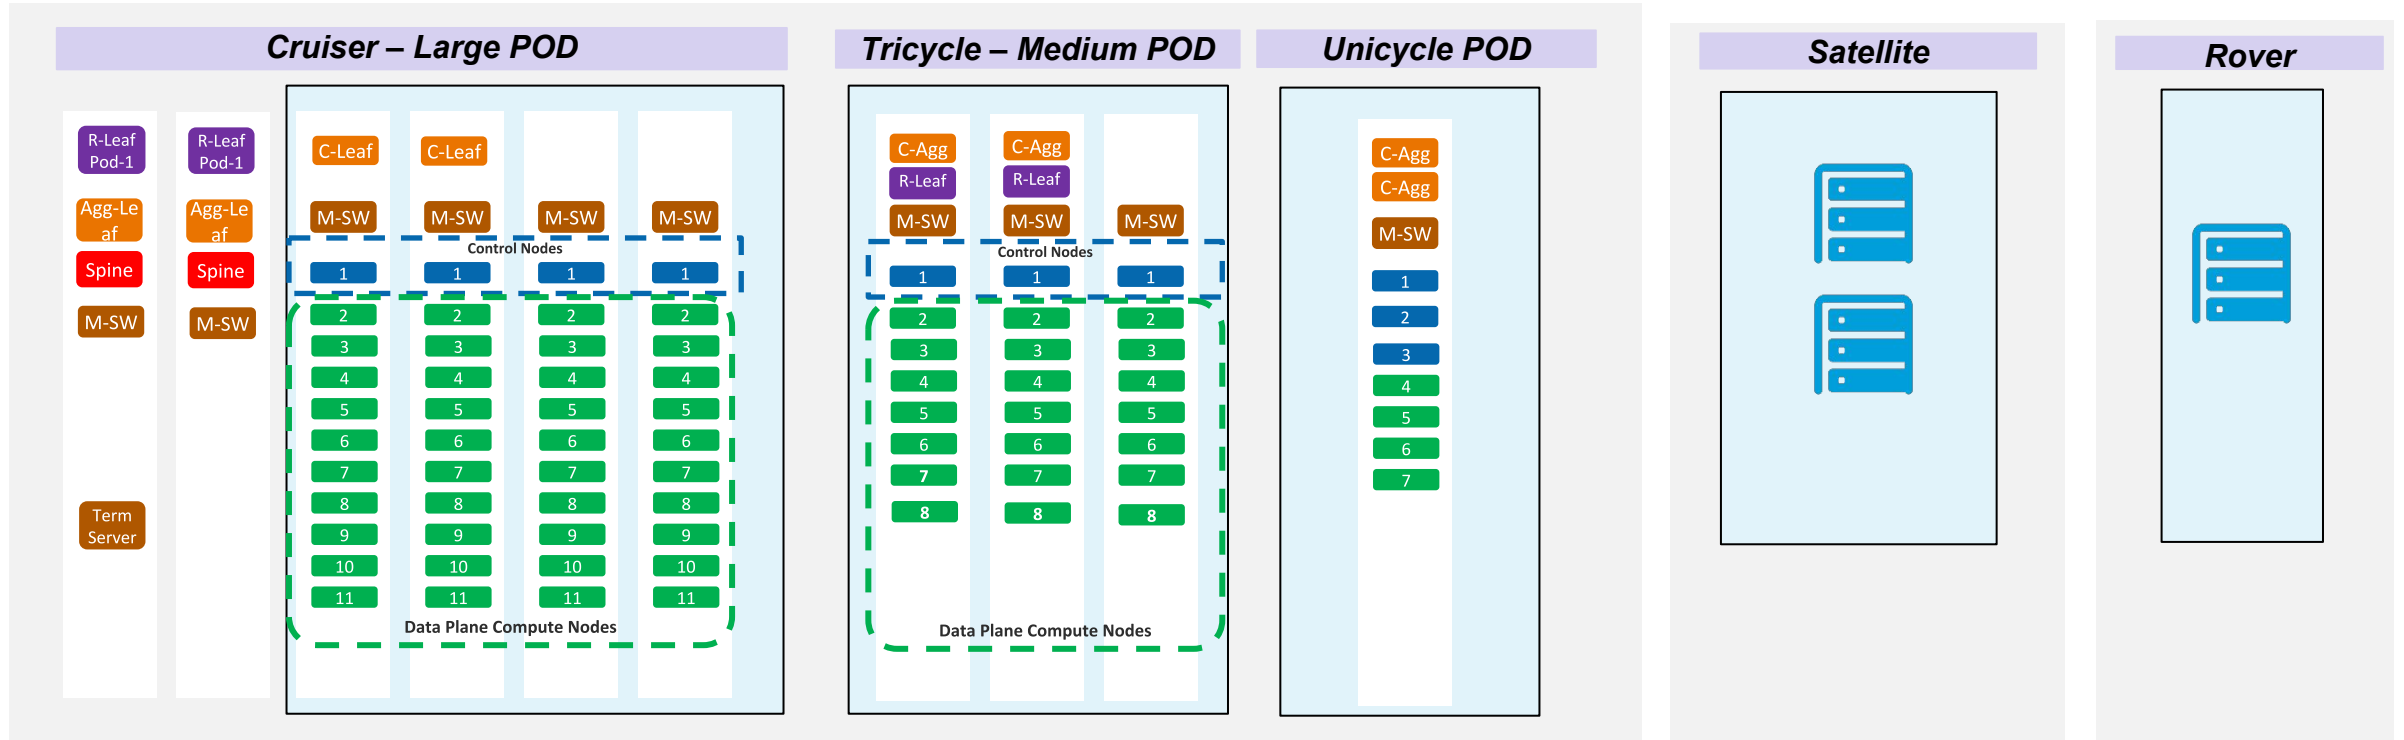 Cruiser – Large POD
R-Leaf
Pod-1
Agg-Le
af
Spine
M-SW
Term
Server
R-Leaf
Pod-1
Agg-Le
af
Spine
M-SW
C-Leaf
C-Leaf
M-SW
M-SW
M-SW
M-SW
Control Nodes
1
1
1
1
2
2
2
2
3
3
3
3
4
4
4
4
5
5
5
5
6
6
6
6
7
7
7
7
8
8
8
8
9
9
9
9
10
10
10
10
11
11
11
11
Data Plane Compute Nodes
Tricycle – Medium POD
C-Agg
C-Agg
R-Leaf
R-Leaf
M-SW
M-SW
M-SW
Control Nodes
1
1
1
2
2
2
3
3
3
4
4
4
5
5
5
6
6
6
7
7
7
8
8
8
Data Plane Compute Nodes
Unicycle POD
C-Agg
C-Agg
M-SW
1
2
3
4
5
6
7
Satellite
Rover